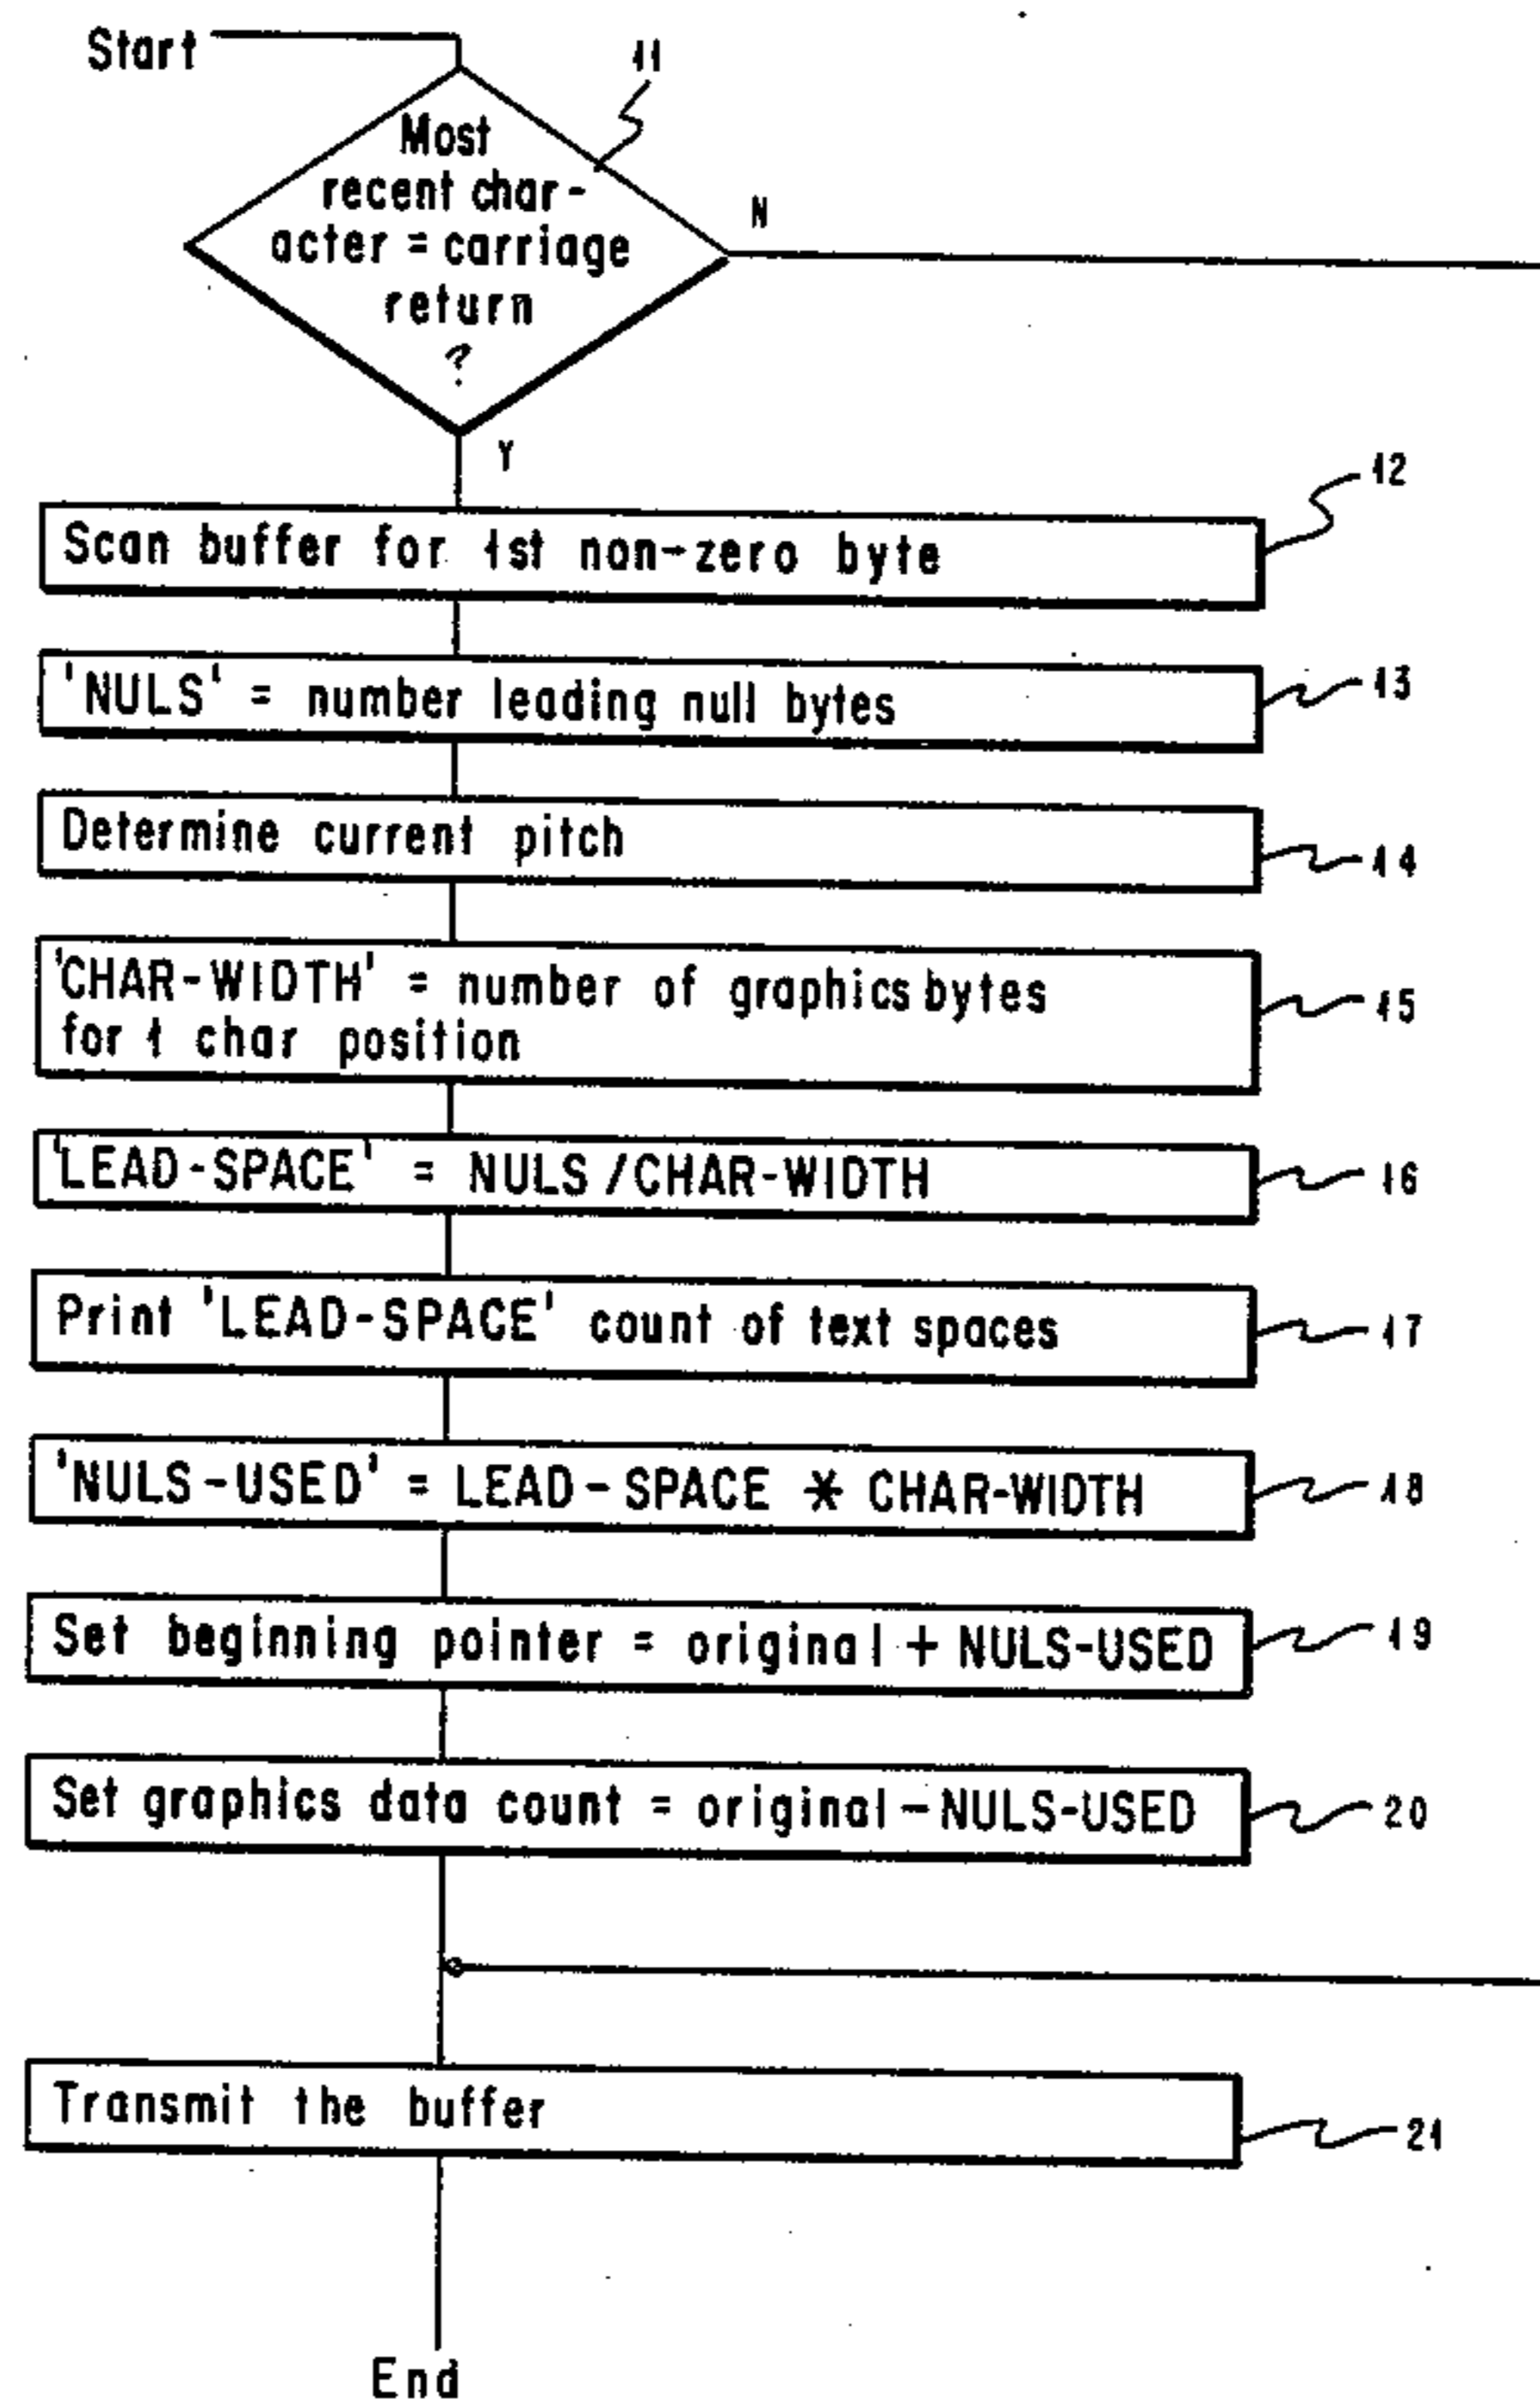 Start
11
Most
recent char-
acter = carriage
return
?
N
Y
Scan buffer for 1st non-zero byte
12
'NULS' = number leading null bytes
13
Determine current pitch
14
'CHAR-WIDTH' = number of graphics bytes
for 1 char position
15
'LEAD-SPACE' = NULS / CHAR-WIDTH
16
Print 'LEAD-SPACE' count of text spaces
17
'NULS-USED' = LEAD-SPACE * CHAR-WIDTH
18
Set beginning pointer = original + NULS-USED
19
Set graphics data count = original - NULS-USED
20
Transmit the buffer
21
End